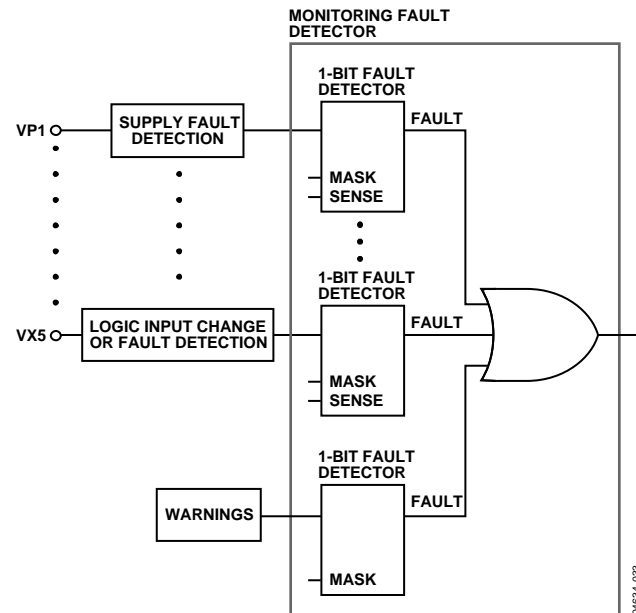 MONITORING FAULT
DETECTOR
1-BIT FAULT
DETECTOR
FAULT
VP1
SUPPLY FAULT
DETECTION
MASK
SENSE
1-BIT FAULT
DETECTOR
FAULT
VX5
LOGIC INPUT CHANGE
OR FAULT DETECTION
MASK
SENSE
1-BIT FAULT
DETECTOR
FAULT
WARNINGS
MASK